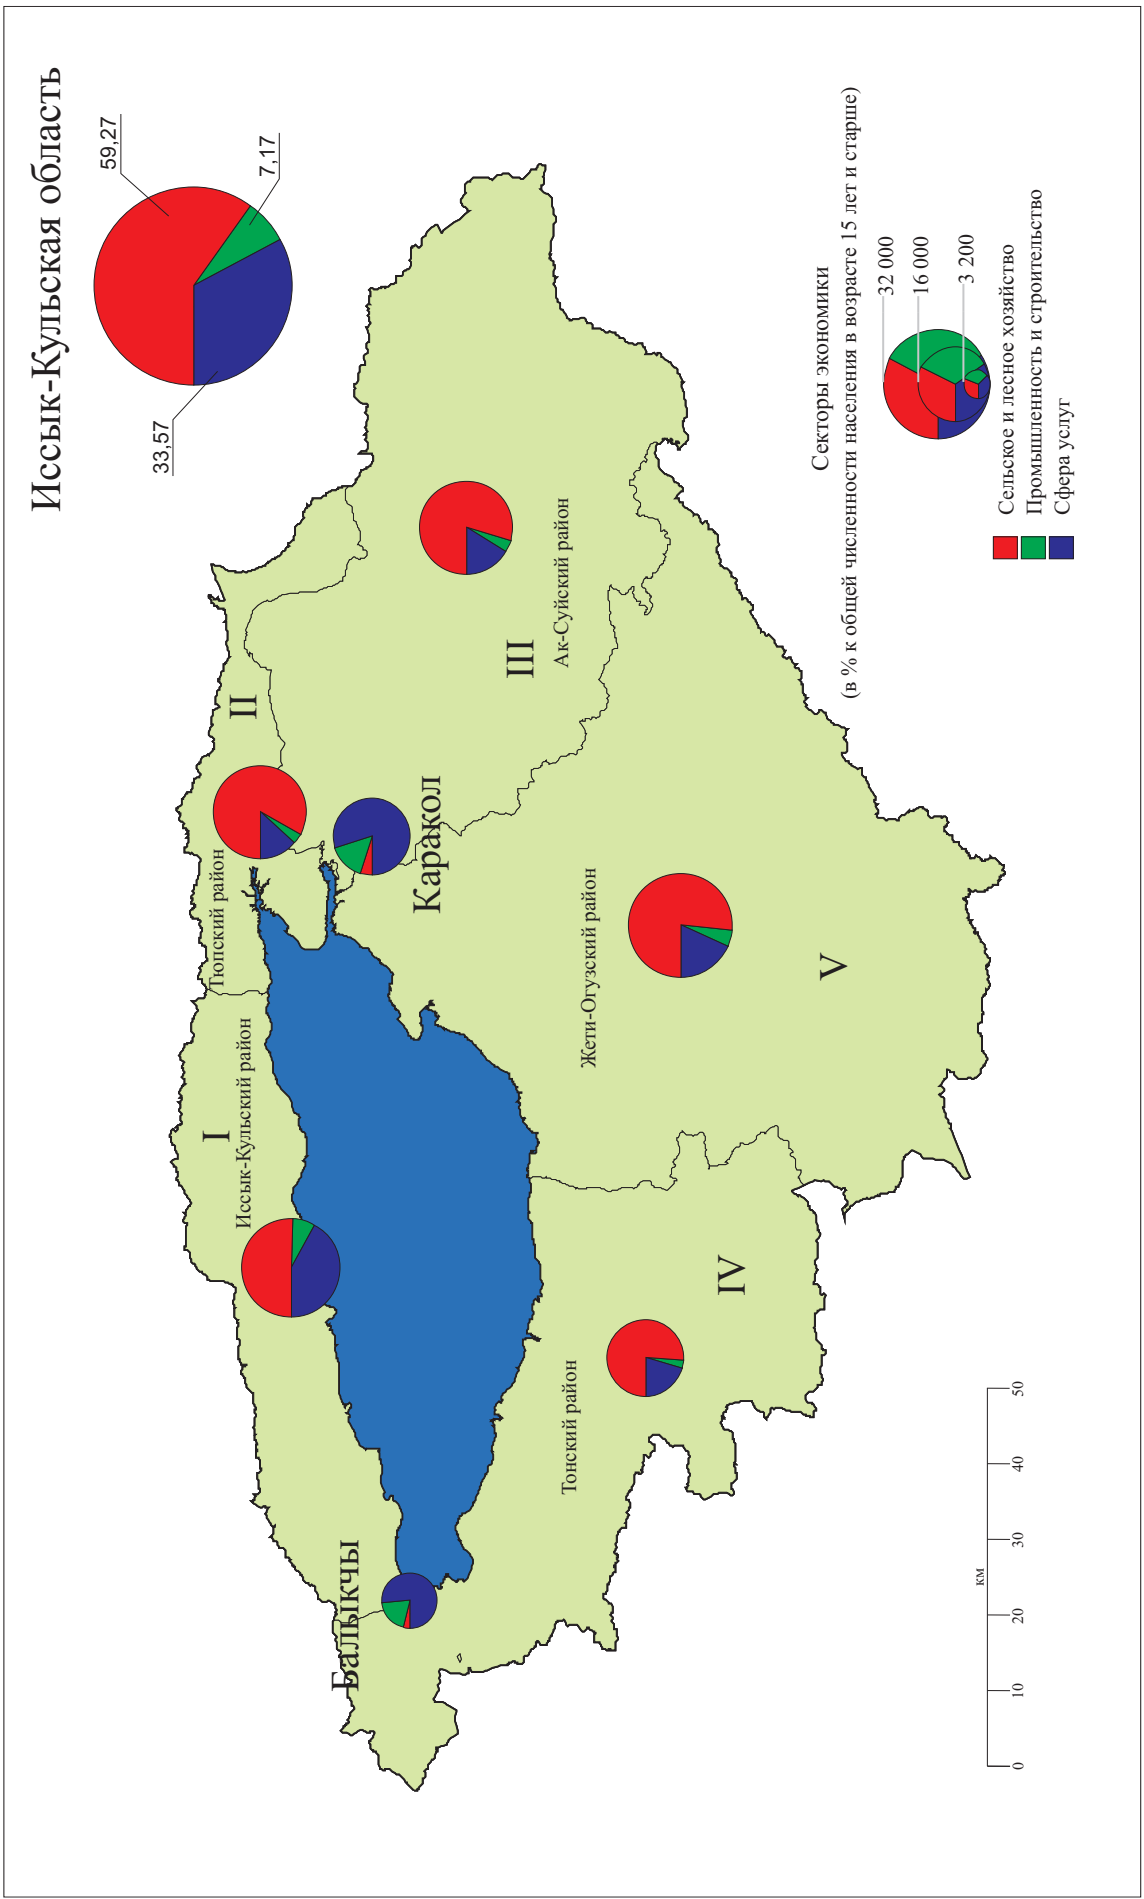 Иссык-Кульская область
59,27
7,17
33,57
II
Тюпский район
I
Иссык-Кульский район
Каракол
III
Ак-Суйский район
Балыкчы
Жети-Огузский район
V
Тонский район
IV
Секторы экономики
(в % к общей численности населения в возрасте 15 лет и старше)
32 000
16 000
3 200
Сельское и лесное хозяйство
Промышленность и строительство
Сфера услуг
км
0 10 20 30 40 50